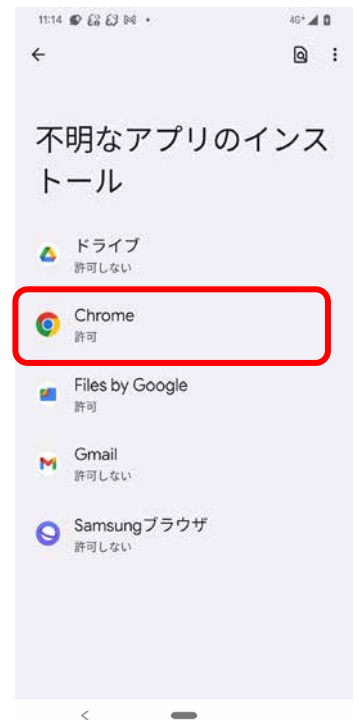 11:14
4G+
不明なアプリのインス
トール
ドライブ
許可しない
Chrome
許可
Files by Google
許可
Gmail
許可しない
Samsungブラウザ
許可しない